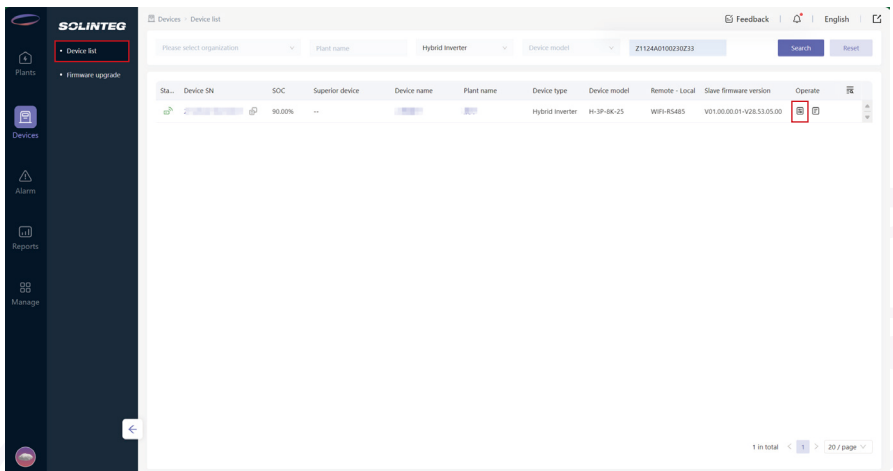 SOLINTEG
Devices > Device list
Feedback
English
Device list
Firmware upgrade
Plants
Devices
Alarm
Reports
Manage
Please select organization
Plant name
Hybrid Inverter
Device model
Z1124A0100230Z33
Search
Reset
Sta... Device SN SOC Superior device Device name Plant name Device type Device model Remote - Local Slave firmware version Operate
90.00% -- Hybrid Inverter H-3P-8K-25 WIFI-RS485 V01.00.00.01-V28.53.05.00
1 in total < 1 > 20 / page